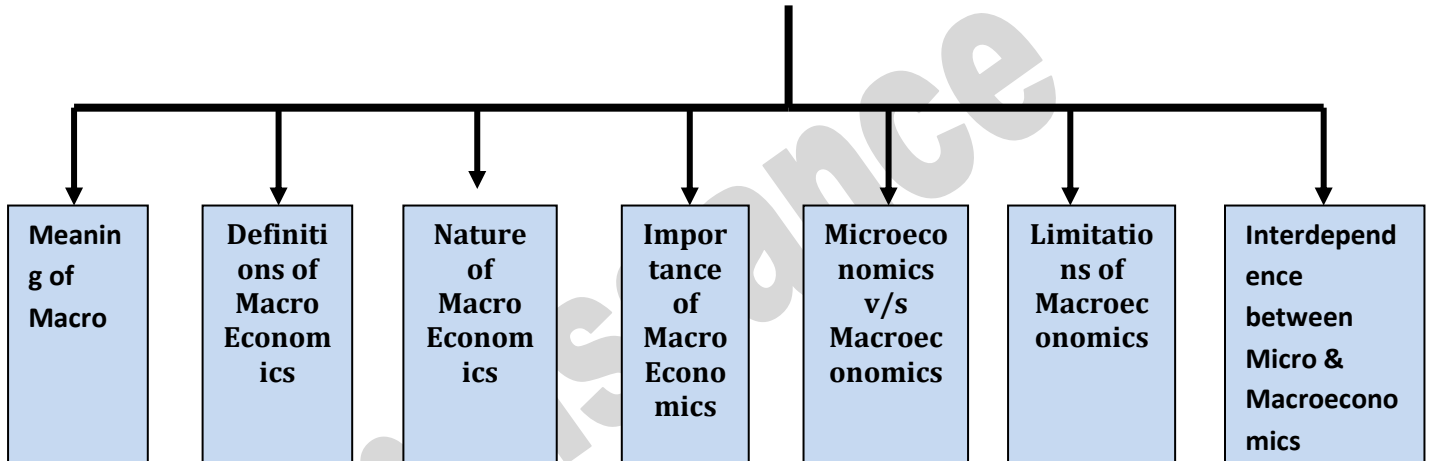 Meanin
g of
Macro
Definiti
ons of
Macro
Econom
ics
Nature
of
Macro
Econom
ics
Impor
tance
of
Macro
Econo
mics
Microeco
nomics
v/s
Macroec
onomics
Limitatio
ns of
Macroec
onomics
Interdepend
ence
between
Micro &
Macroecono
mics